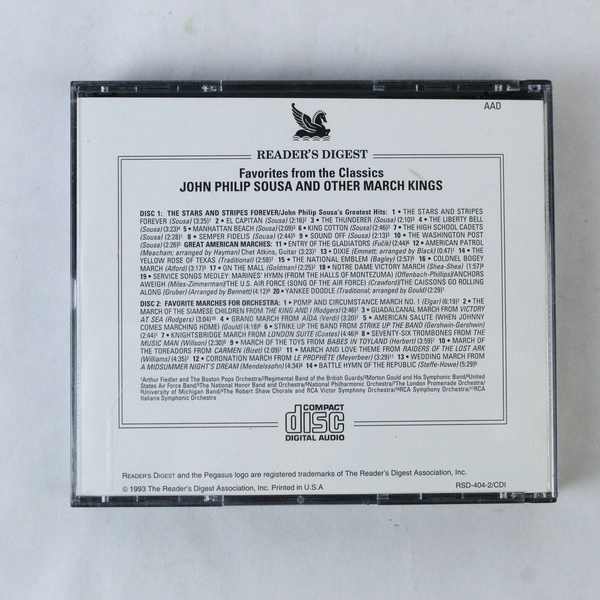 AAD
READER'S DIGEST
Favorites from the Classics
JOHN PHILIP SOUSA AND OTHER MARCH KINGS
DISC 1: THE STARS AND STRIPES FOREVER/John Philip Sousa's Greatest Hits: 1 • THE STARS AND STRIPES
FOREVER (Sousa) (3:25)¹ 2 • EL CAPITAN (Sousa) (2:16)² 3 • THE THUNDERER (Sousa) (2:10)² 4 • THE LIBERTY BELL
(Sousa) (3:23)⁴ 5 • MANHATTAN BEACH (Sousa) (2:09)³ 6 • KING COTTON (Sousa) (2:46)² 7 • THE HIGH SCHOOL CADETS
(Sousa) (2:28)³ 8 • SEMPER FIDELIS (Sousa) (2:44)⁵ 9 • SOUND OFF (Sousa) (2:13)³ 10 • THE WASHINGTON POST
(Sousa) (2:26)⁵ GREAT AMERICAN MARCHES: 11 • ENTRY OF THE GLADIATORS (Fučik) (2:44)⁶ 12 • AMERICAN PATROL
(Meacham; arranged by Hayman) Chet Atkins, Guitar (3:23)¹ 13 • DIXIE (Emmett; arranged by Black) (0:47)¹ 14 • THE
YELLOW ROSE OF TEXAS (Traditional) (2:58)⁷ 15 • THE NATIONAL EMBLEM (Bagley) (2:57)⁵ 16 • COLONEL BOGEY
MARCH (Alford) (3:17)⁵ 17 • ON THE MALL (Goldman) (2:25)⁵ 18 • NOTRE DAME VICTORY MARCH (Shea-Shea) (1:57)⁸
19 • SERVICE SONGS MEDLEY: MARINES' HYMN (FROM THE HALLS OF MONTEZUMA) (Offenbach-Phillips)/ANCHORS
AWEIGH (Miles-Zimmerman)/THE U.S. AIR FORCE (SONG OF THE AIR FORCE) (Crawford)/THE CAISSONS GO ROLLING
ALONG (Gruber) (Arranged by Bennett)(4:12)⁹ 20 • YANKEE DOODLE (Traditional; arranged by Gould)(2:29)¹
DISC 2: FAVORITE MARCHES FOR ORCHESTRA: 1 • POMP AND CIRCUMSTANCE MARCH NO. 1 (Elgar) (6:19)² 2 • THE
MARCH OF THE SIAMESE CHILDREN FROM THE KING AND I (Rodgers) (2:46)² 3 • GUADALCANAL MARCH FROM VICTORY
AT SEA (Rodgers) (3:04)¹⁰ 4 • GRAND MARCH FROM AÏDA (Verdi) (3:20)¹ 5 • AMERICAN SALUTE (WHEN JOHNNY
COMES MARCHING HOME) (Gould) (4:18)⁶ 6 • STRIKE UP THE BAND FROM STRIKE UP THE BAND (Gershwin-Gershwin)
(2:44)¹ 7 • KNIGHTSBRIDGE MARCH FROM LONDON SUITE (Coates) (4:46)⁶ 8 • SEVENTY-SIX TROMBONES FROM THE
MUSIC MAN (Willson) (2:30)⁵ 9 • MARCH OF THE TOYS FROM BABES IN TOYLAND (Herbert) (3:59)¹ 10 • MARCH OF
THE TOREADORS FROM CARMEN (Bizet) (2:09)¹ 11 • MARCH AND LOVE THEME FROM RAIDERS OF THE LOST ARK
(Williams) (4:35)² 12 • CORONATION MARCH FROM LE PROPHÈTE (Meyerbeer) (3:29)¹¹ 13 • WEDDING MARCH FROM
A MIDSUMMER NIGHT'S DREAM (Mendelssohn) (4:31)⁶ 14 • BATTLE HYMN OF THE REPUBLIC (Steffe-Howe) (5:29)⁹
¹Arthur Fiedler and The Boston Pops Orchestra/²Regimental Band of the British Guards/³Morton Gould and His Symphonic Band/⁴United
States Air Force Band/⁵The National Honor Band and Orchestra/⁶National Philharmonic Orchestra/⁷The London Promenade Orchestra/
⁸University of Michigan Band/⁹The Robert Shaw Chorale and RCA Victor Symphony Orchestra/¹⁰RCA Symphony Orchestra/¹¹RCA
Italiana Symphonic Orchestra
COMPACT
disc
DIGITAL AUDIO
READER'S DIGEST and the Pegasus logo are registered trademarks of The Reader's Digest Association, Inc.
© 1993 The Reader's Digest Association, Inc. Printed in U.S.A RSD-404-2/CDI